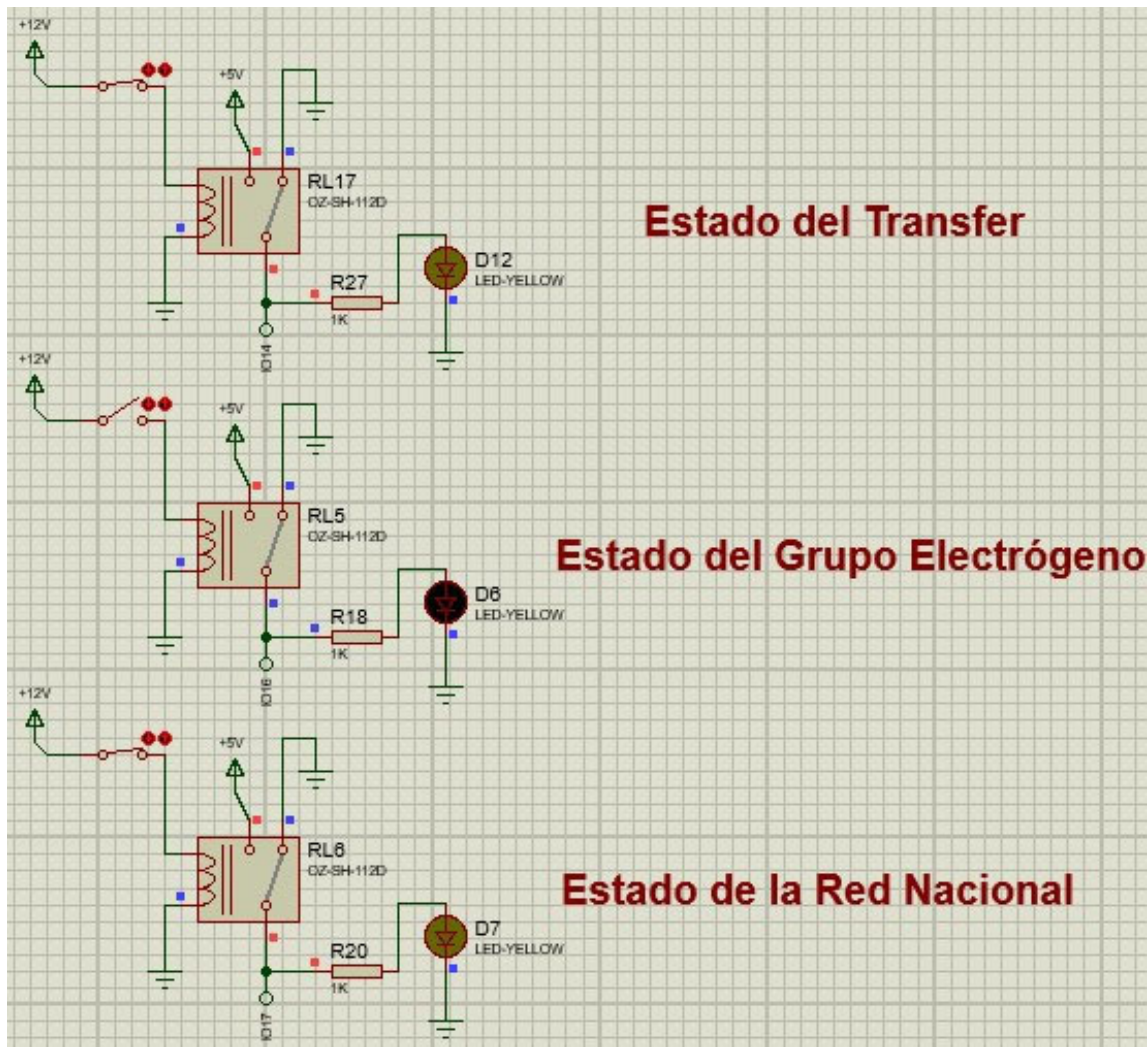 +12V
+5V
RL17
OZ-SH-112D
Estado del Transfer
D12
LED-YELLOW
R27
1K
IO14
+12V
+5V
RL5
OZ-SH-112D
Estado del Grupo Electrógeno
D6
LED-YELLOW
R18
1K
IO16
+12V
+5V
RL6
OZ-SH-112D
Estado de la Red Nacional
D7
LED-YELLOW
R20
1K
IO17